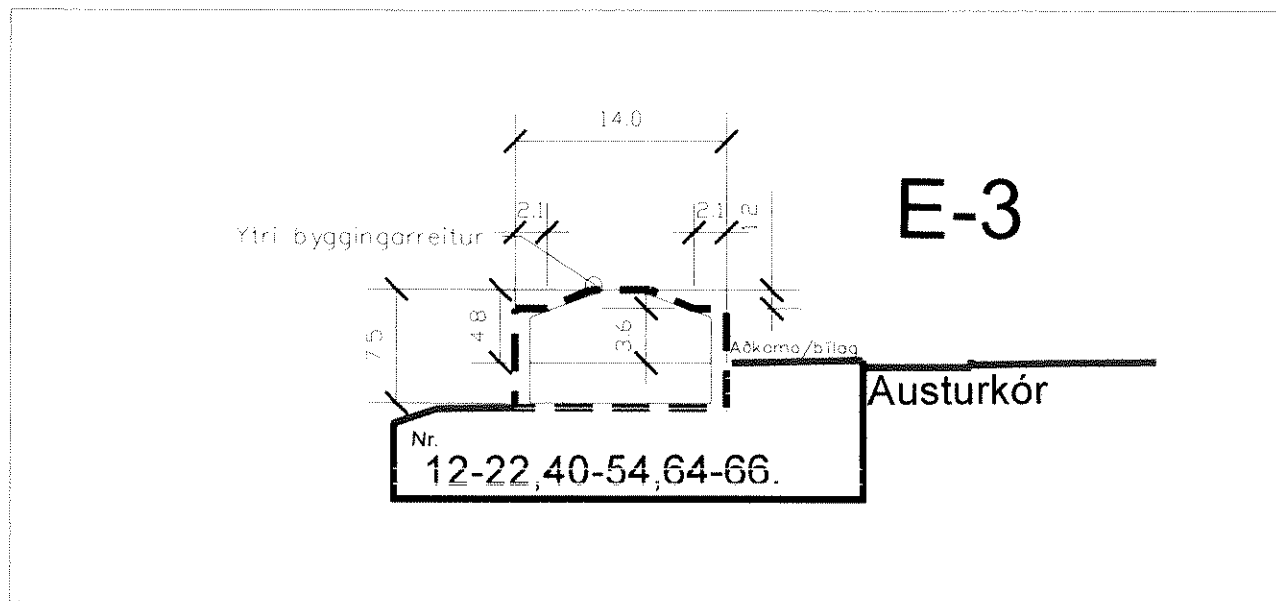 14.0
E-3
2.1
2.1
1.2
Ytri byggingarreitur
7.5
4.8
3.6
Aðkoma/bílag
Austurkór
Nr.
12-22,40-54,64-66.